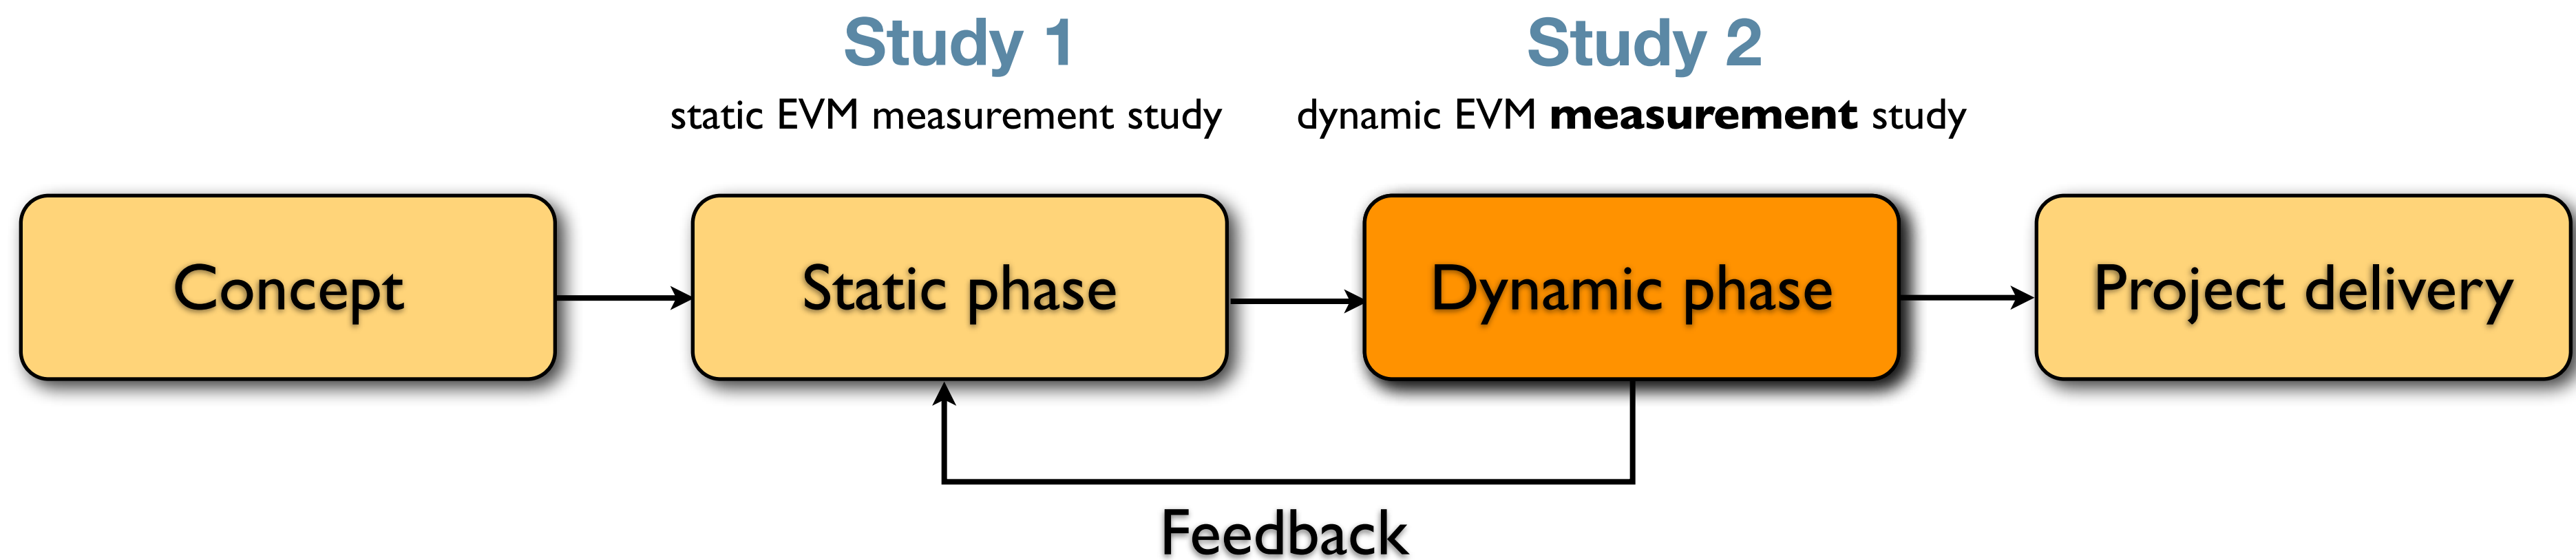 Study 1
static EVM measurement study
Study 2
dynamic EVM measurement study
Concept
Static phase
Dynamic phase
Project delivery
Feedback